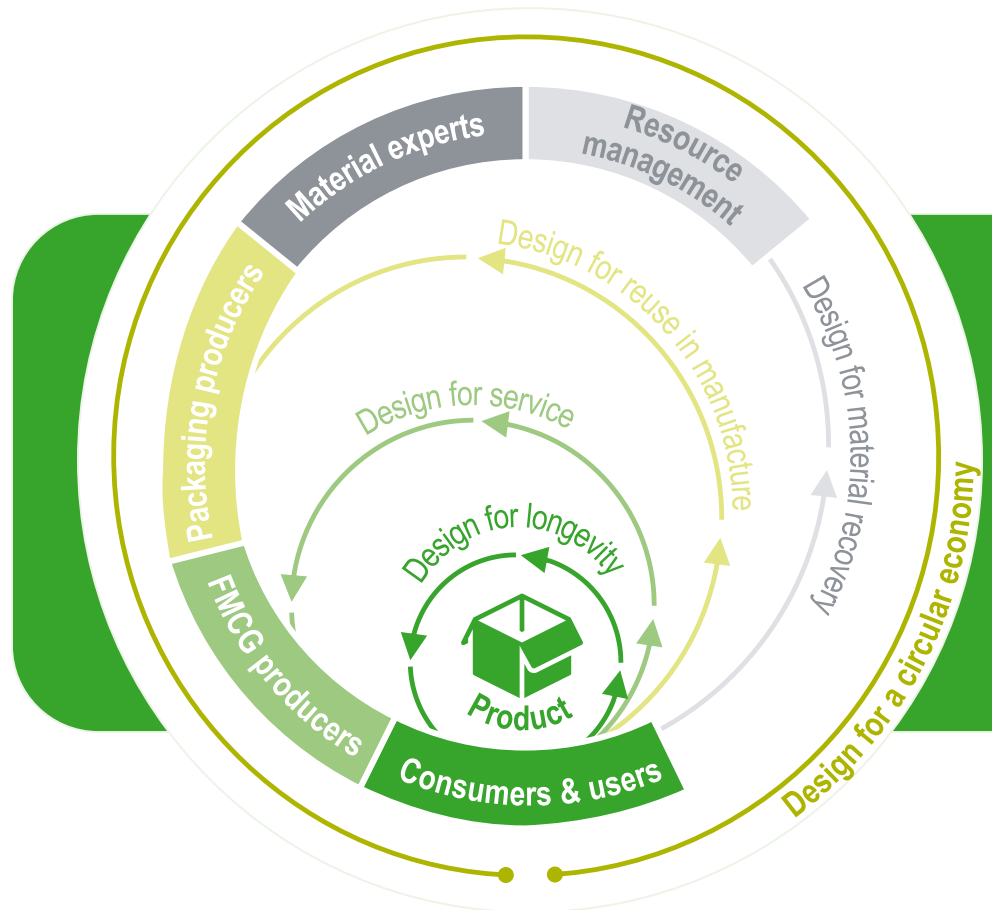 Resource
management
Material experts
Packaging producers
FMCG producers
Consumers & users
Design for reuse in manufacture
Design for material recovery
Design for service
Design for longevity
Product
Design for a circular economy